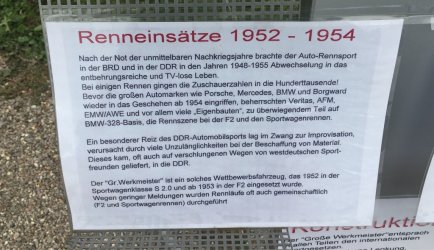 Renneinsätze 1952 - 1954
Nach der Not der unmittelbaren Nachkriegsjahre brachte der Auto-Rennsport
in der BRD und in der DDR in den Jahren 1948-1955 Abwechselung in das
entbehrungsreiche und TV-lose Leben.
Bei einigen Rennen gingen die Zuschauerzahlen in die Hunderttausende!
Bevor die großen Automarken wie Porsche, Mercedes, BMW und Borgward
wieder in das Geschehen ab 1954 eingriffen, beherrschten Veritas, AFM,
EMW/AWE und vor allem viele „Eigenbauten“, zu überwiegendem Teil auf
BMW-328-Basis, die Rennszene bei der F2 und den Sportwagenrennen.
Ein besonderer Reiz des DDR-Automobilsports lag im Zwang zur Improvisation,
verursacht durch viele Unzulänglichkeiten bei der Beschaffung von Material.
Dieses kam, oft auch auf verschlungenen Wegen von westdeutschen Sport-
freunden geliefert, in die DDR.
Der "Gr.Werkmeister" ist ein solches Wettbewerbsfahrzeug, das 1952 in der
Sportwagenklasse S 2.0 und ab 1953 in der F2 eingesetzt wurde.
Wegen geringer Meldungen wurden Rennläufe oft auch gemeinschaftlich
(F2 und Sportwagenrennen) durchgeführt
Konstruktio
Der "Große Werkmeister" entsprach
allen Teilen den internationalen